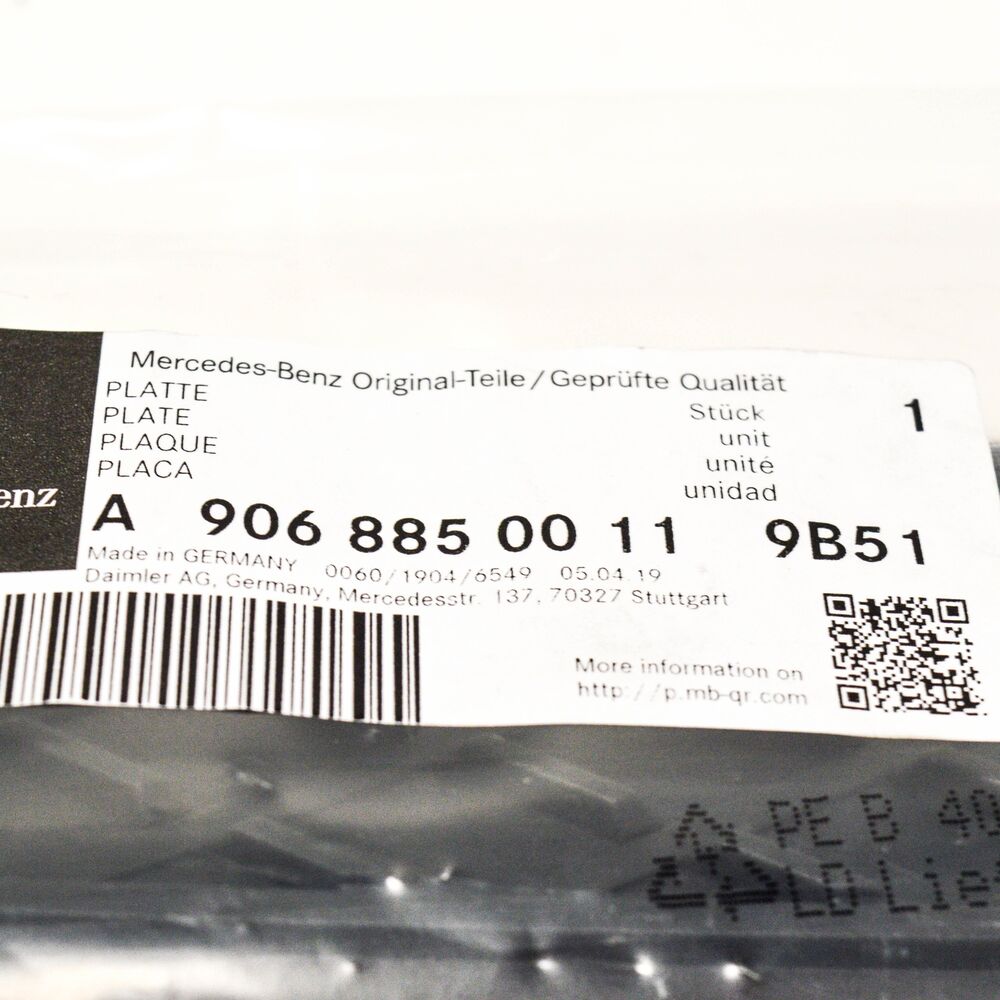 Mercedes-Benz Original-Teile/Geprüfte Qualität
PLATTE
PLATE
PLAQUE
PLACA
Stück 1
unit
unité
unidad
enz
A 906 885 00 11 9B51
Made in GERMANY 0060/1904/6549 05.04.19
Daimler AG, Germany, Mercedesstr. 137, 70327 Stuttgart
More information on
http://p.mb-qr.com
PE B 40